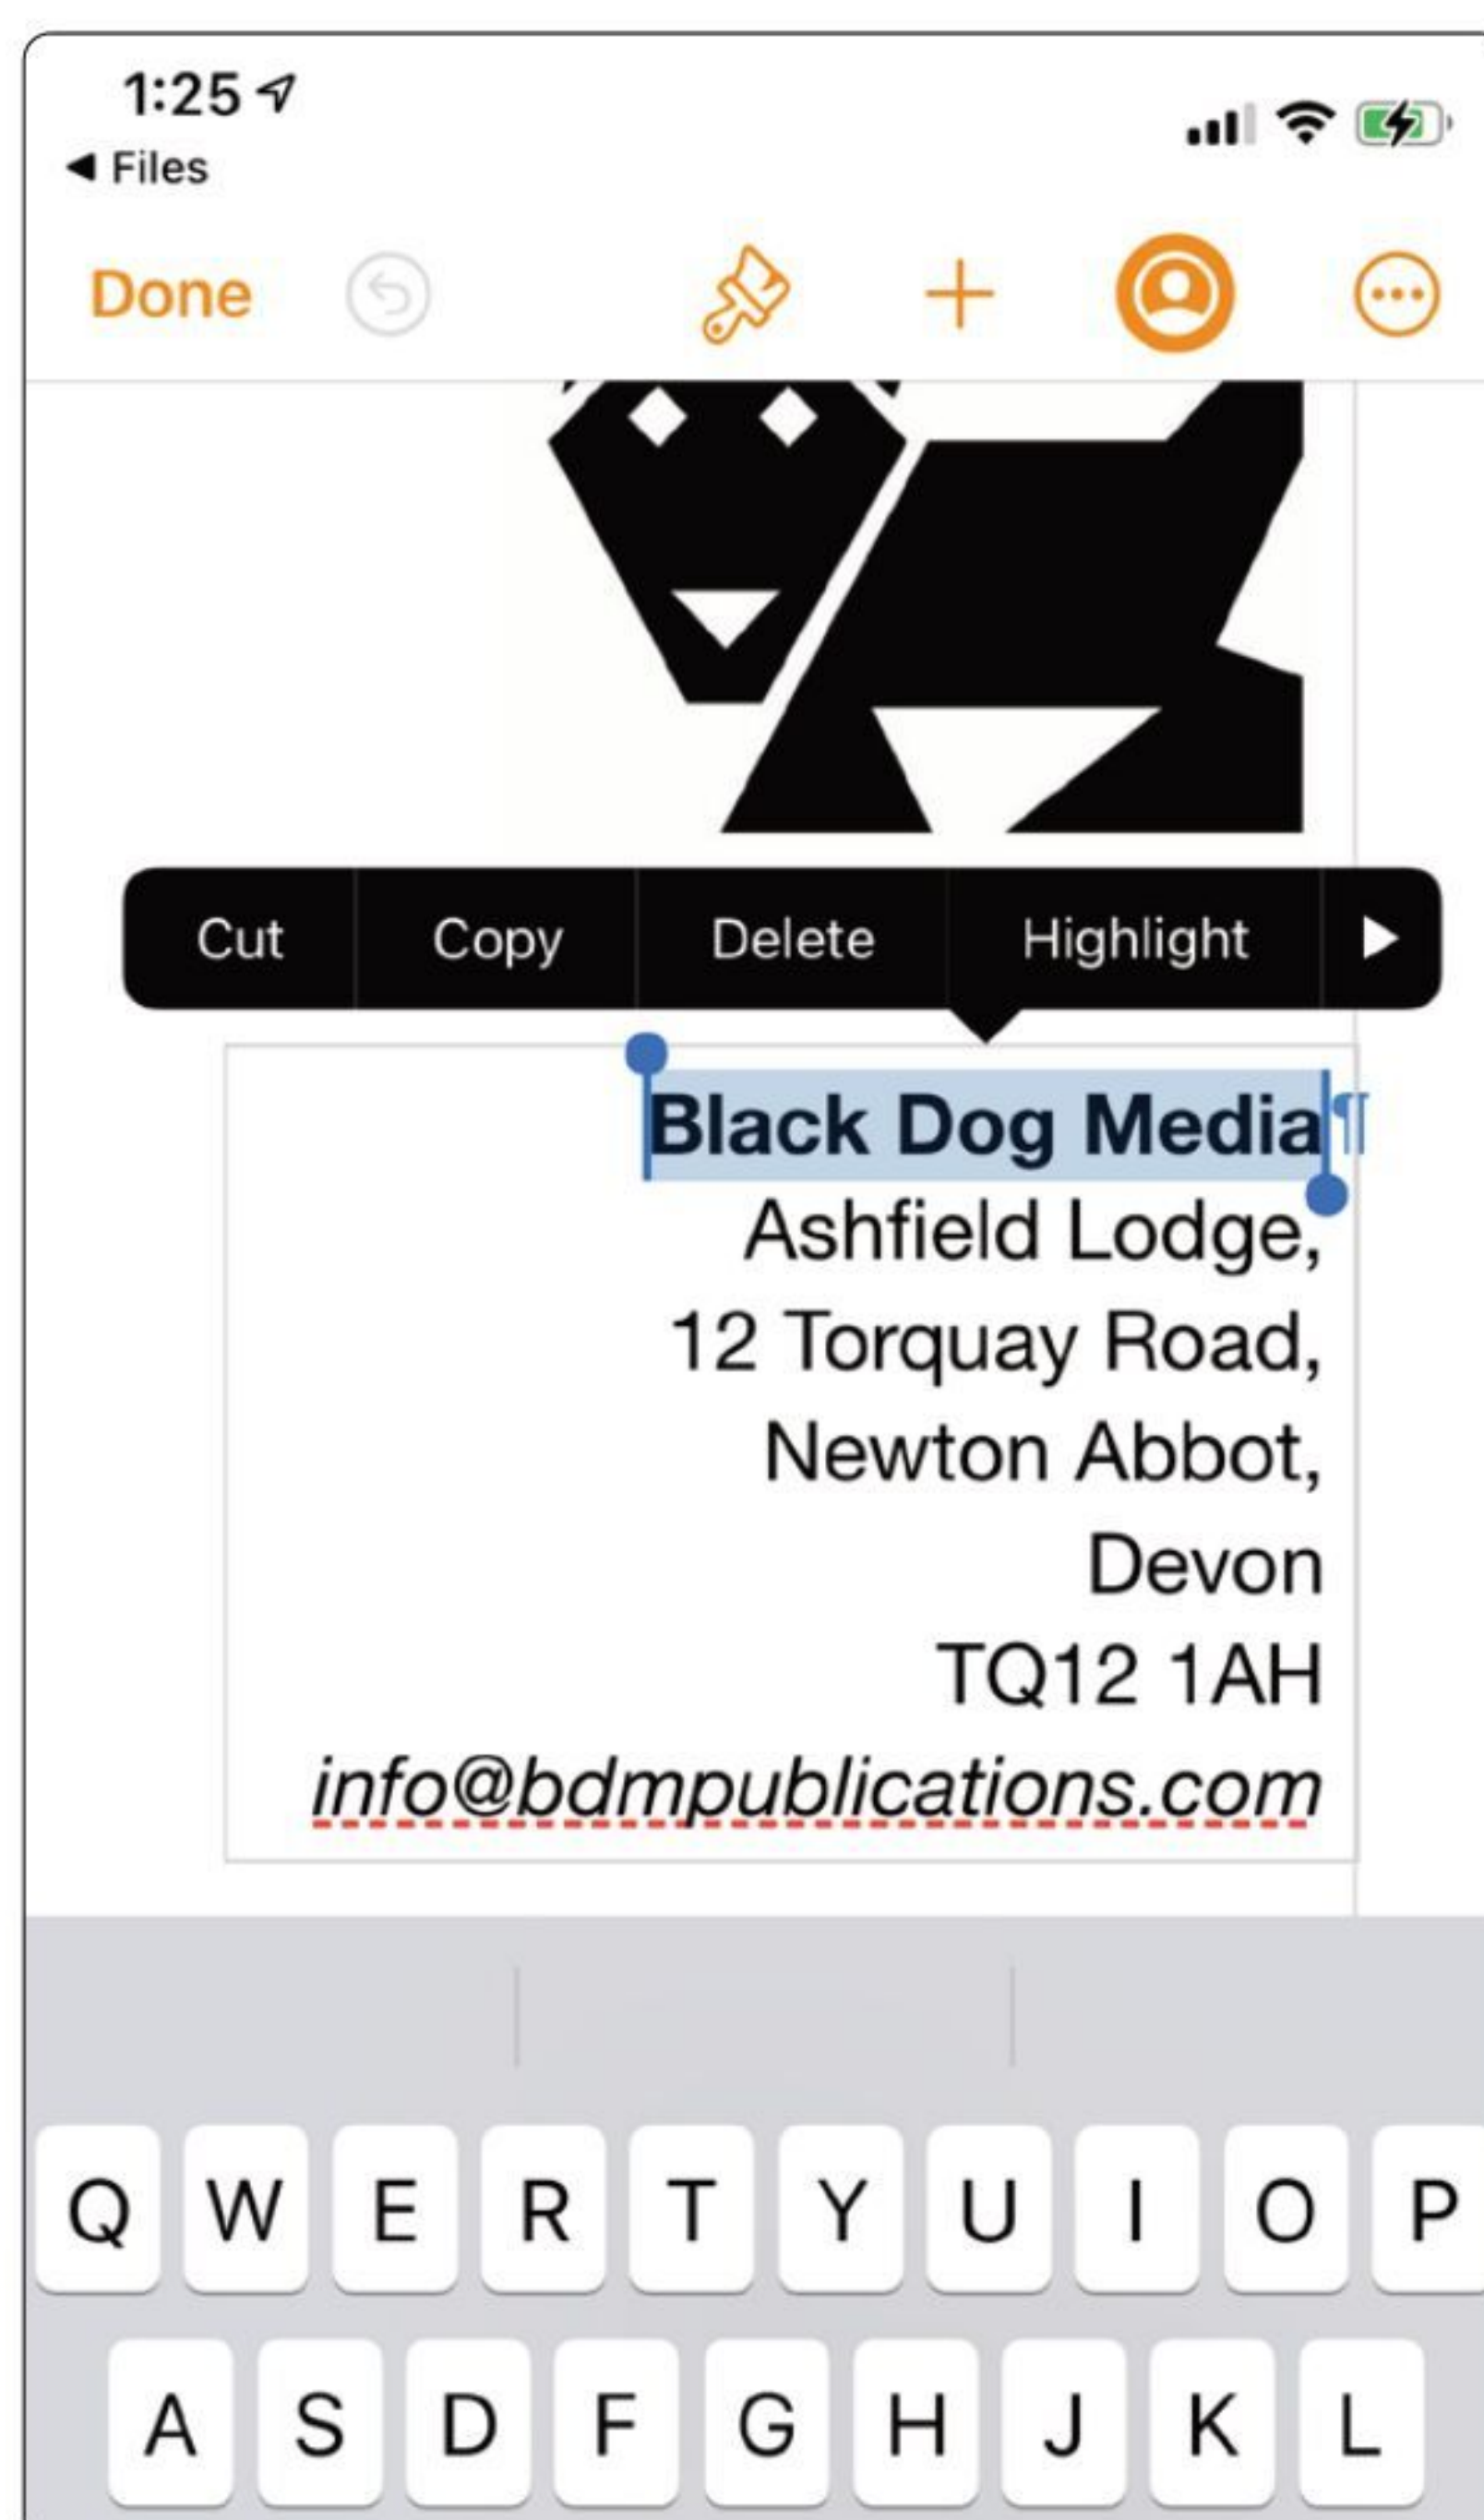 1:25
Files
Done
Cut Copy Delete Highlight
Black Dog Media¶
Ashfield Lodge,
12 Torquay Road,
Newton Abbot,
Devon
TQ12 1AH
info@bdmpublications.com
Q W E R T Y U I O P
A S D F G H J K L